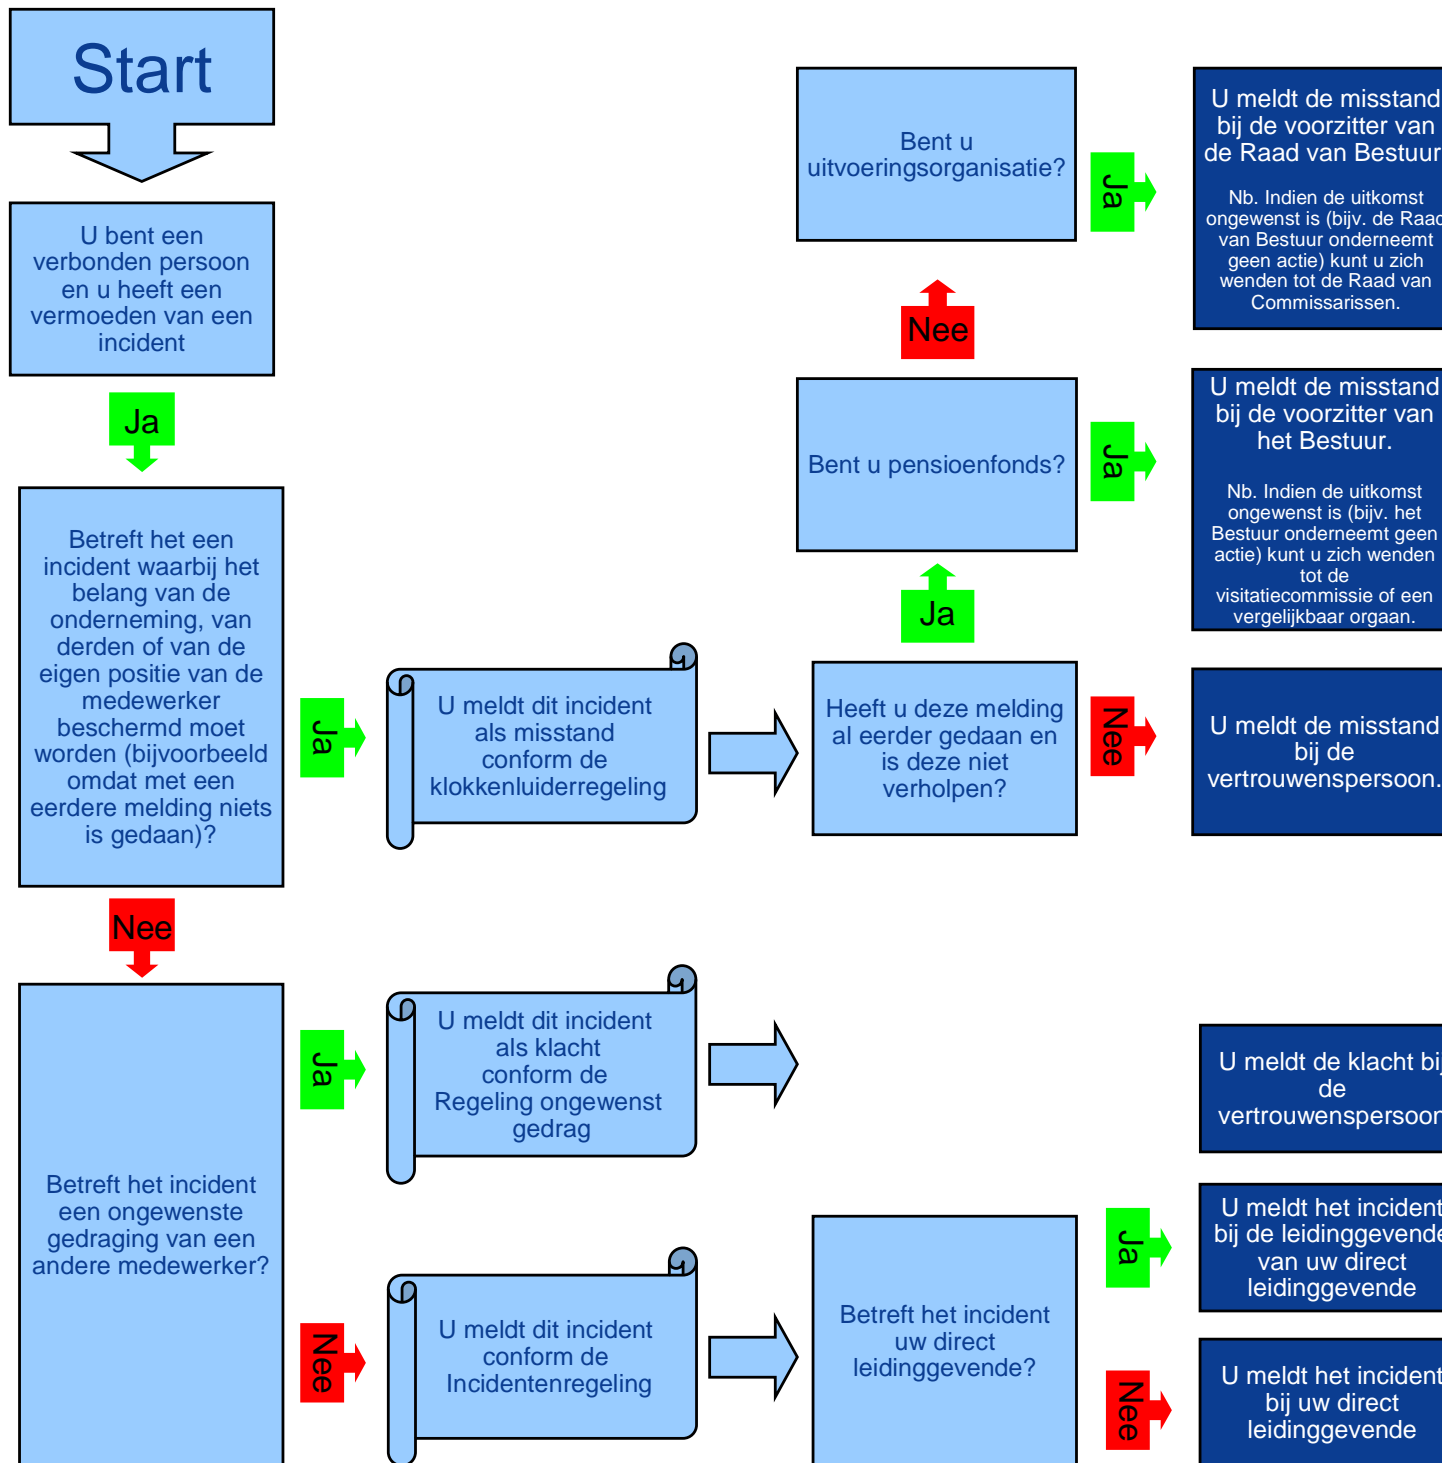 Start
U bent een
verbonden persoon
en u heeft een
vermoeden van een
incident
Ja
Betreft het een
incident waarbij het
belang van de
onderneming, van
derden of van de
eigen positie van de
medewerker
beschermd moet
worden (bijvoorbeeld
omdat met een
eerdere melding niets
is gedaan)?
Ja
U meldt dit incident
als misstand
conform de
klokkenluiderregeling
Heeft u deze melding
al eerder gedaan en
is deze niet
verholpen?
Nee
U meldt de misstand
bij de
vertrouwenspersoon.
Ja
Bent u pensioenfonds?
Ja
U meldt de misstand
bij de voorzitter van
het Bestuur.
Nb. Indien de uitkomst
ongewenst is (bijv. het
Bestuur onderneemt geen
actie) kunt u zich wenden
tot de
visitatiecommissie of een
vergelijkbaar orgaan.
Nee
Bent u
uitvoeringsorganisatie?
Ja
U meldt de misstand
bij de voorzitter van
de Raad van Bestuur
Nb. Indien de uitkomst
ongewenst is (bijv. de Raad
van Bestuur onderneemt
geen actie) kunt u zich
wenden tot de Raad van
Commissarissen.
Nee
Betreft het incident
een ongewenste
gedraging van een
andere medewerker?
Ja
U meldt dit incident
als klacht
conform de
Regeling ongewenst
gedrag
U meldt de klacht bij
de
vertrouwenspersoon
Nee
U meldt dit incident
conform de
Incidentenregeling
Betreft het incident
uw direct
leidinggevende?
Ja
U meldt het incident
bij de leidinggevende
van uw direct
leidinggevende
Nee
U meldt het incident
bij uw direct
leidinggevende